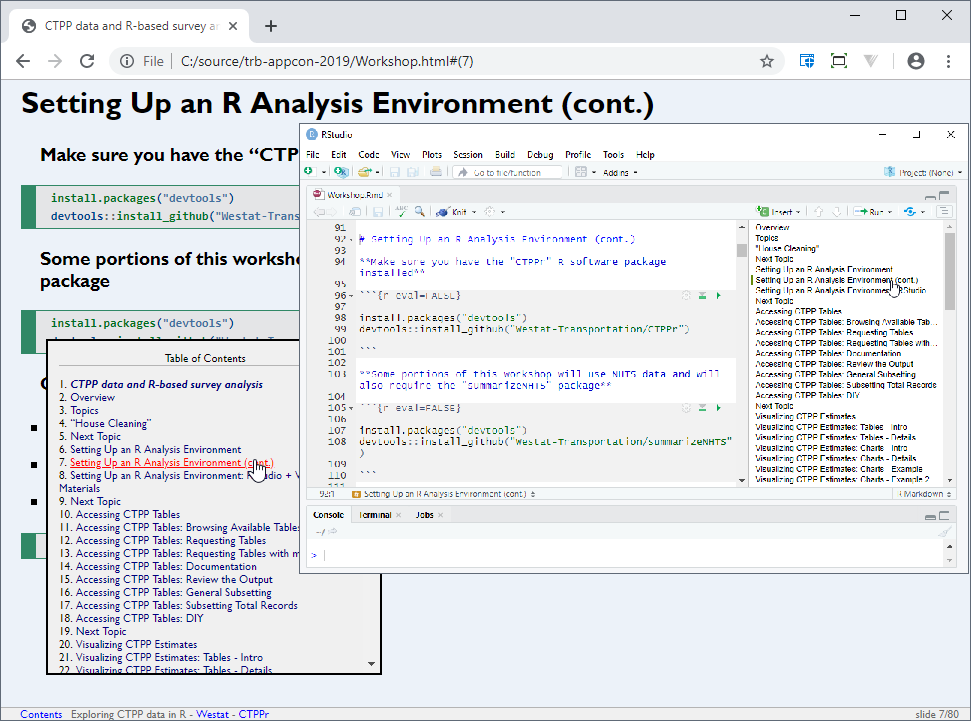 CTPP data and R-based survey an
File
C:/source/trb-appcon-2019/Workshop.html#(7)
Setting Up an R Analysis Environment (cont.)
Make sure you have the “CTP
install.packages("devtools")
devtools::install_github("Westat-Trans
Some portions of this worksho
package
install.packages("devtools")
Table of Contents
1. CTPP data and R-based survey analysis
2. Overview
3. Topics
4. “House Cleaning”
5. Next Topic
6. Setting Up an R Analysis Environment
7. Setting Up an R Analysis Environment (cont.)
8. Setting Up an R Analysis Environment: RStudio + W
Materials
9. Next Topic
10. Accessing CTPP Tables
11. Accessing CTPP Tables: Browsing Available Tables
12. Accessing CTPP Tables: Requesting Tables
13. Accessing CTPP Tables: Requesting Tables with m
14. Accessing CTPP Tables: Documentation
15. Accessing CTPP Tables: Review the Output
16. Accessing CTPP Tables: General Subsetting
17. Accessing CTPP Tables: Subsetting Total Records
18. Accessing CTPP Tables: DIY
19. Next Topic
20. Visualizing CTPP Estimates
21. Visualizing CTPP Estimates: Tables - Intro
22. Visualizing CTPP Estimates: Tables - Details
RStudio
File Edit Code View Plots Session Build Debug Profile Tools Help
Go to file/function
Addins
Project: (None)
Workshop.Rmd
ABC
Knit
Insert
Run
91
92 # Setting Up an R Analysis Environment (cont.)
93
94 **Make sure you have the "CTPPr" R software package
installed**
95
96 ```{r eval=FALSE}
97
98 install.packages("devtools")
99 devtools::install_github("Westat-Transportation/CTPPr")
100
101 ```
102
103 **Some portions of this workshop will use NHTS data and will
also require the "summarizeNHTS" package**
104
105 ```{r eval=FALSE}
106
107 install.packages("devtools")
108 devtools::install_github("Westat-Transportation/summarizeNHTS"
)
109
110 ```
Overview
Topics
"House Cleaning"
Next Topic
Setting Up an R Analysis Environment
Setting Up an R Analysis Environment (cont.)
Setting Up an R Analysis Environment: RStudio
Next Topic
Accessing CTPP Tables
Accessing CTPP Tables: Browsing Available Tab...
Accessing CTPP Tables: Requesting Tables
Accessing CTPP Tables: Requesting Tables with...
Accessing CTPP Tables: Documentation
Accessing CTPP Tables: Review the Output
Accessing CTPP Tables: General Subsetting
Accessing CTPP Tables: Subsetting Total Records
Accessing CTPP Tables: DIY
Next Topic
Visualizing CTPP Estimates
Visualizing CTPP Estimates: Tables - Intro
Visualizing CTPP Estimates: Tables - Details
Visualizing CTPP Estimates: Charts - Intro
Visualizing CTPP Estimates: Charts - Details
Visualizing CTPP Estimates: Charts - Example
Visualizing CTPP Estimates: Charts - Example 2
92:1 Setting Up an R Analysis Environment (cont.)
R Markdown
Console Terminal Jobs
~/
>
Contents Exploring CTPP data in R - Westat - CTPPr
slide 7/80